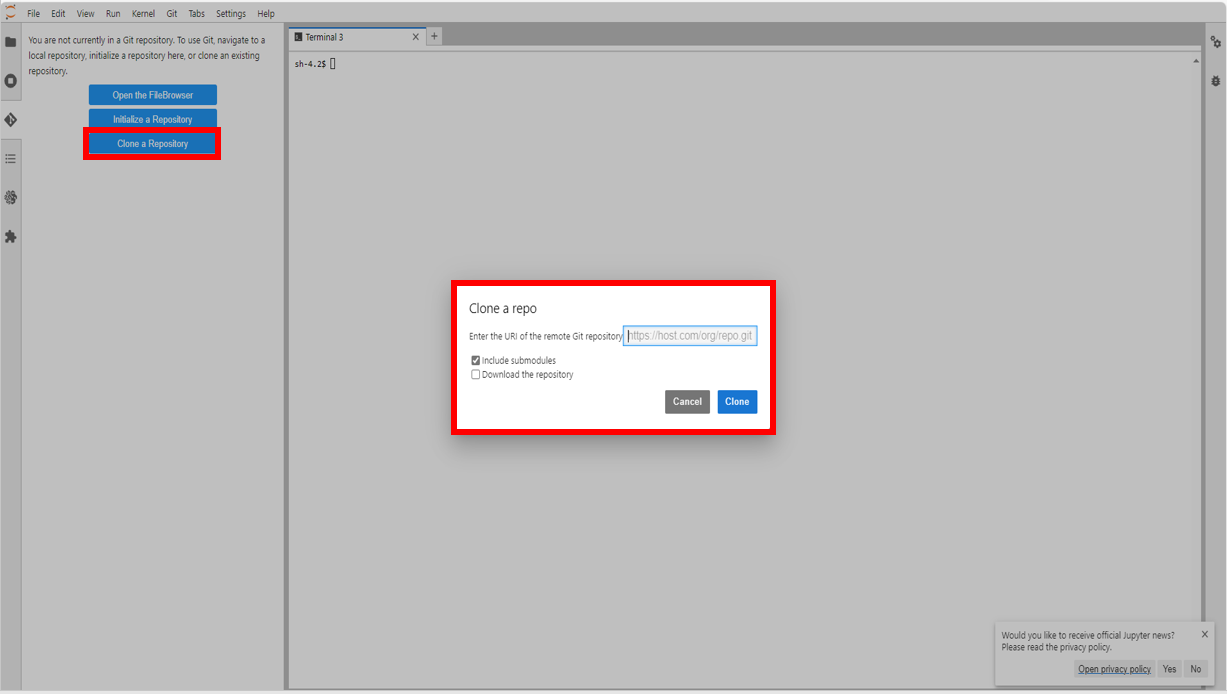 File Edit View Run Kernel Git Tabs Settings Help
You are not currently in a Git repository. To use Git, navigate to a
local repository, initialize a repository here, or clone an existing
repository.
Open the FileBrowser
Initialize a Repository
Clone a Repository
Terminal 3
sh-4.2$
Clone a repo
Enter the URI of the remote Git repository https://host.com/org/repo.git
Include submodules
Download the repository
Cancel Clone
Would you like to receive official Jupyter news?
Please read the privacy policy.
Open privacy policy Yes No